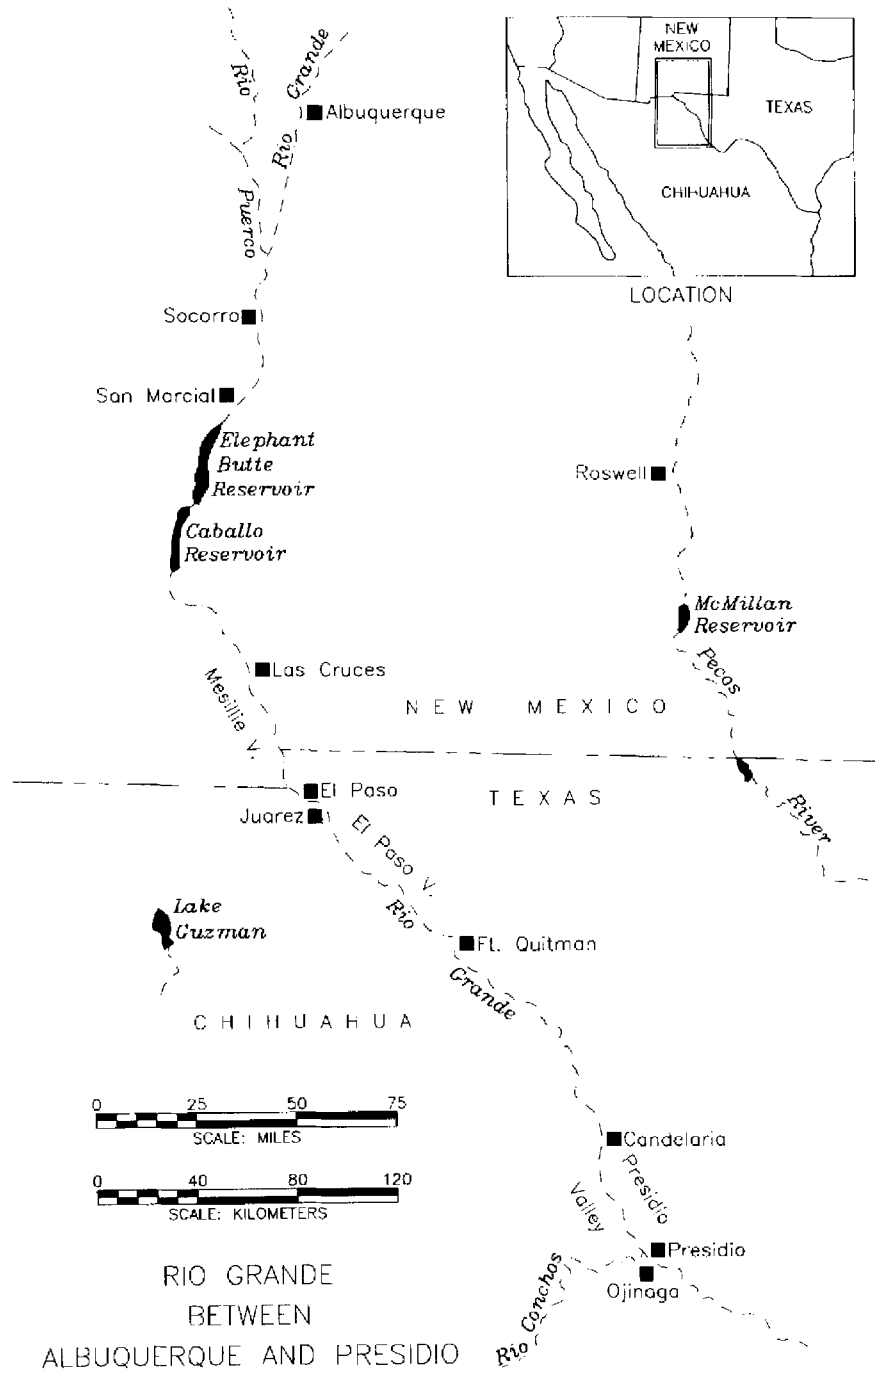 Rio
Grande
Albuquerque
Rio
Puerco
NEW
MEXICO
TEXAS
CHIHUAHUA
LOCATION
Socorro
San Marcial
Elephant
Butte
Reservoir
Roswell
Caballo
Reservoir
McMillan
Reservoir
Las Cruces
Pecos
Mesillie V.
NEW MEXICO
El Paso
TEXAS
Juarez
River
El Paso V.
Lake
Guzman
Rio
Ft. Quitman
Grande
CHIHUAHUA
0 25 50 75
SCALE: MILES
Candelaria
0 40 80 120
SCALE: KILOMETERS
Presidio
Valley
Presidio
Ojinaga
Rio Conchos
RIO GRANDE
BETWEEN
ALBUQUERQUE AND PRESIDIO